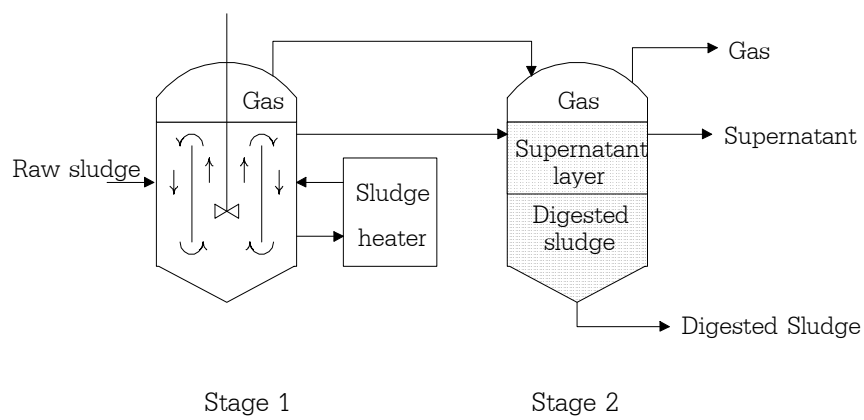 Gas
Gas
Gas
Supernatant
Supernatant
layer
Raw sludge
Sludge
heater
Digested
sludge
Digested Sludge
Stage 1
Stage 2